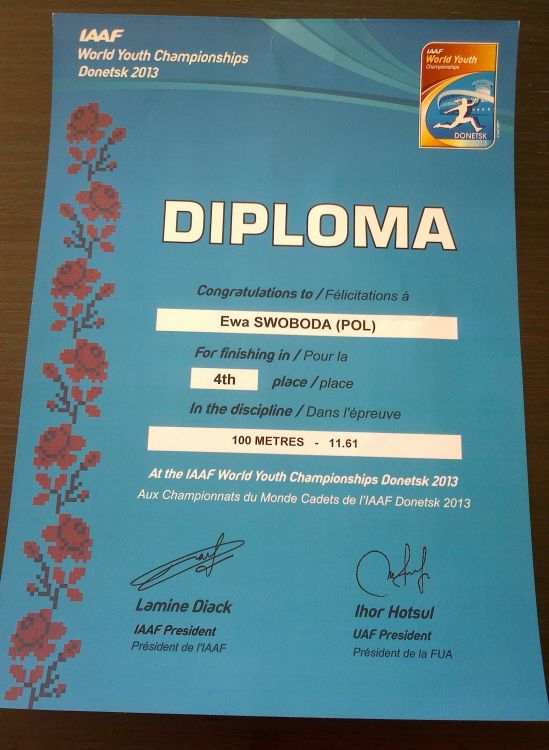 IAAF
World Youth Championships
Donetsk 2013
IAAF
World Youth
Championships
DONETSK
2013
DIPLOMA
Congratulations to / Félicitations à
Ewa SWOBODA (POL)
For finishing in / Pour la
4th place / place
In the discipline / Dans l'épreuve
100 METRES - 11.61
At the IAAF World Youth Championships Donetsk 2013
Aux Championnats du Monde Cadets de l'IAAF Donetsk 2013
Lamine Diack
IAAF President
Président de l'IAAF
Ihor Hotsul
UAF President
Président de la FUA